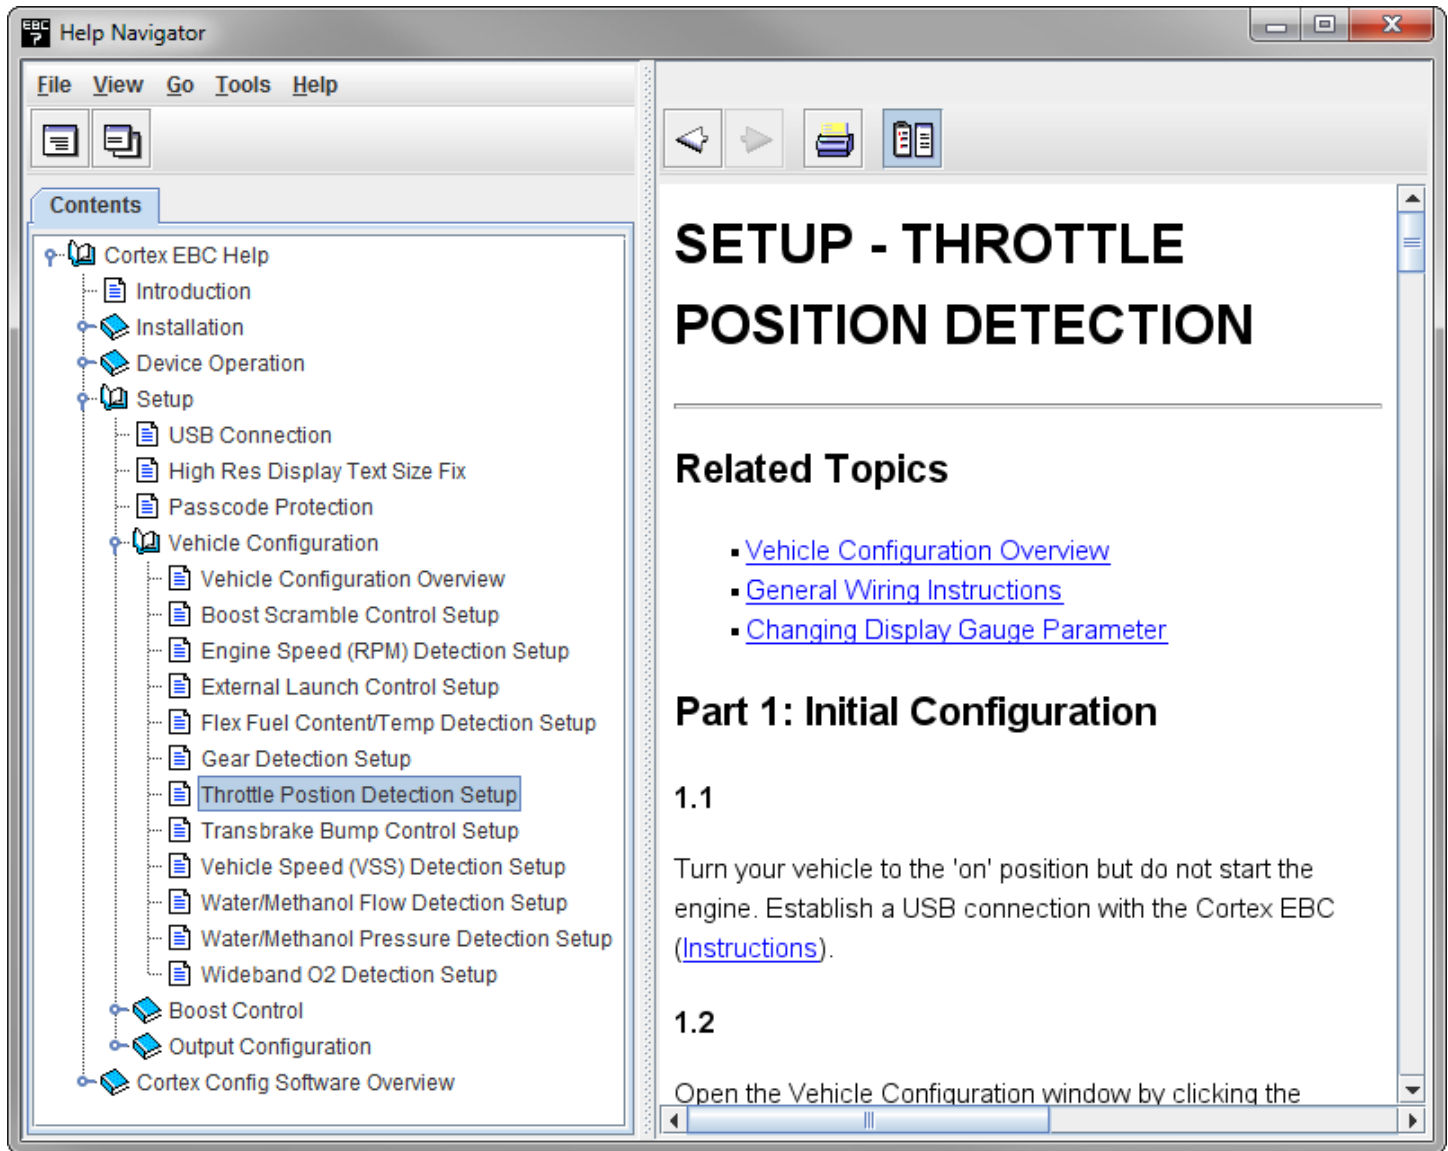 EBC
?
Help Navigator
File View Go Tools Help
Contents
Cortex EBC Help
Introduction
Installation
Device Operation
Setup
USB Connection
High Res Display Text Size Fix
Passcode Protection
Vehicle Configuration
Vehicle Configuration Overview
Boost Scramble Control Setup
Engine Speed (RPM) Detection Setup
External Launch Control Setup
Flex Fuel Content/Temp Detection Setup
Gear Detection Setup
Throttle Postion Detection Setup
Transbrake Bump Control Setup
Vehicle Speed (VSS) Detection Setup
Water/Methanol Flow Detection Setup
Water/Methanol Pressure Detection Setup
Wideband O2 Detection Setup
Boost Control
Output Configuration
Cortex Config Software Overview
SETUP - THROTTLE
POSITION DETECTION
Related Topics
Vehicle Configuration Overview
General Wiring Instructions
Changing Display Gauge Parameter
Part 1: Initial Configuration
1.1
Turn your vehicle to the 'on' position but do not start the
engine. Establish a USB connection with the Cortex EBC
(Instructions).
1.2
Open the Vehicle Configuration window by clicking the